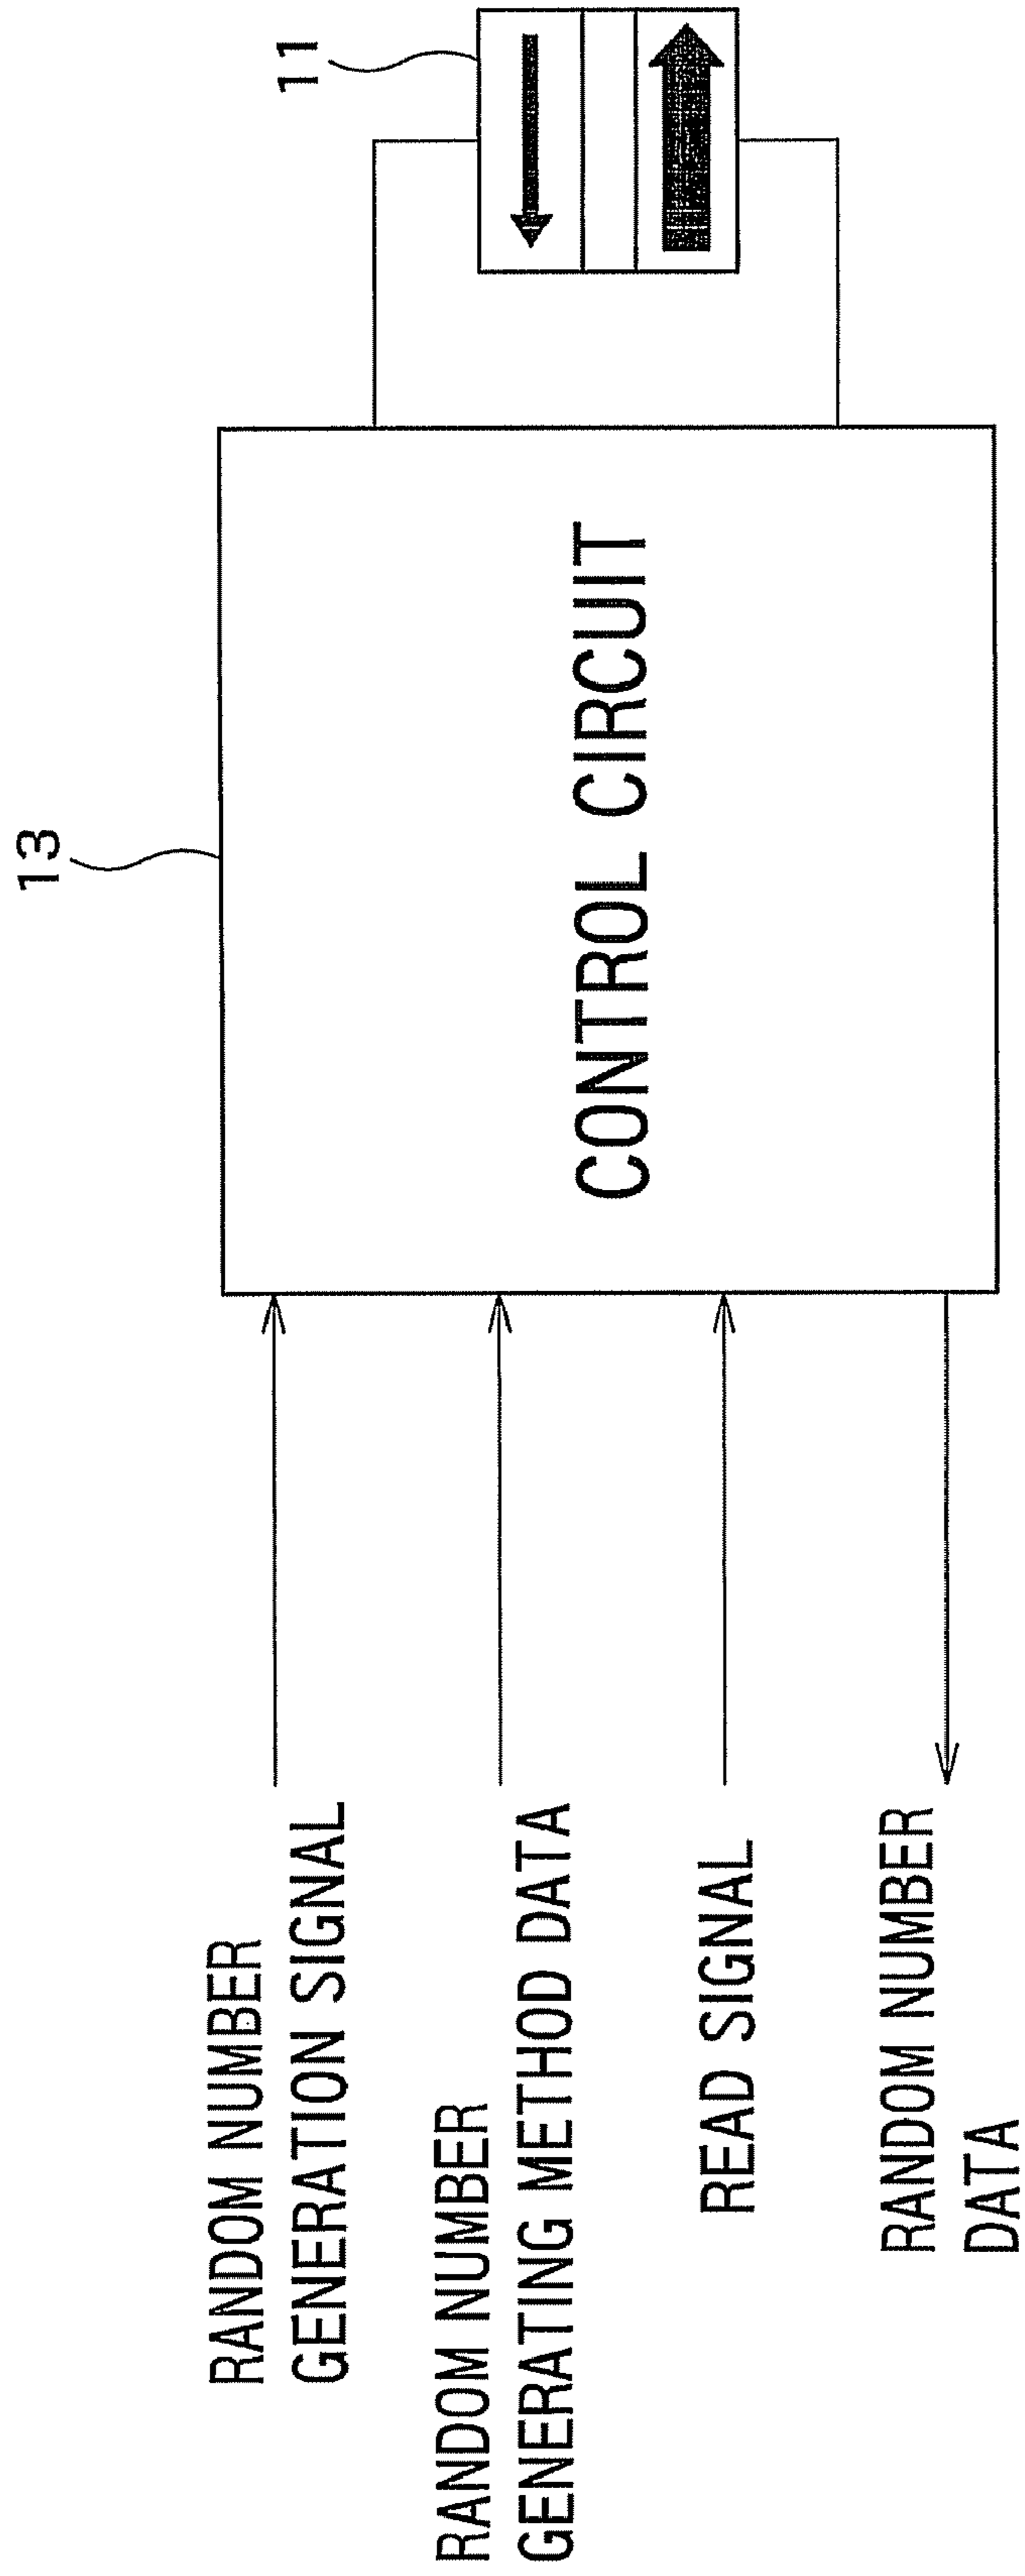 RANDOM NUMBER
GENERATION SIGNAL
RANDOM NUMBER
GENERATING METHOD DATA
READ SIGNAL
RANDOM NUMBER
DATA
13
CONTROL CIRCUIT
11